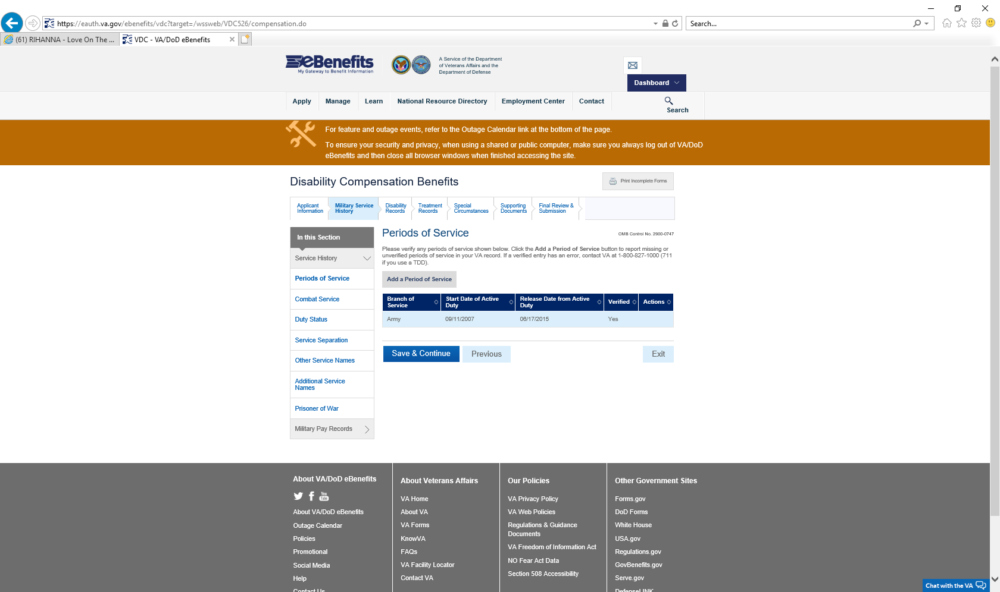 https://eauth.va.gov/ebenefits/vdc?target=/wssweb/VDC526/compensation.do
Search...
(61) RIHANNA - Love On The ...
VDC - VA/DoD eBenefits
eBenefits
My Gateway to Benefit Information
A Service of the Department
of Veterans Affairs and the
Department of Defense
Dashboard
Apply
Manage
Learn
National Resource Directory
Employment Center
Contact
Search
For feature and outage events, refer to the Outage Calendar link at the bottom of the page.
To ensure your security and privacy, when using a shared or public computer, make sure you always log out of VA/DoD
eBenefits and then close all browser windows when finished accessing the site.
Disability Compensation Benefits
Print Incomplete Forms
Applicant
Information
Military Service
History
Disability
Records
Treatment
Records
Special
Circumstances
Supporting
Documents
Final Review &
Submission
In this Section
Service History
Periods of Service
Combat Service
Duty Status
Service Separation
Other Service Names
Additional Service
Names
Prisoner of War
Military Pay Records
Periods of Service
OMB Control No. 2900-0747
Please verify any periods of service shown below. Click the Add a Period of Service button to report missing or
unverified periods of service in your VA record. If a verified entry has an error, contact VA at 1-800-827-1000 (711
if you use a TDD).
Add a Period of Service
Branch of
Service
Start Date of Active
Duty
Release Date from Active
Duty
Verified
Actions
Army
09/11/2007
06/17/2015
Yes
Save & Continue
Previous
Exit
About VA/DoD eBenefits
You
Tube
About VA/DoD eBenefits
Outage Calendar
Policies
Promotional
Social Media
Help
Contact Us
About Veterans Affairs
VA Home
About VA
VA Forms
KnowVA
FAQs
VA Facility Locator
Contact VA
Our Policies
VA Privacy Policy
VA Web Policies
Regulations & Guidance
Documents
VA Freedom of Information Act
NO Fear Act Data
Section 508 Accessibility
Other Government Sites
Forms.gov
DoD Forms
White House
USA.gov
Regulations.gov
GovBenefits.gov
Serve.gov
DefenseLINK
Chat with the VA